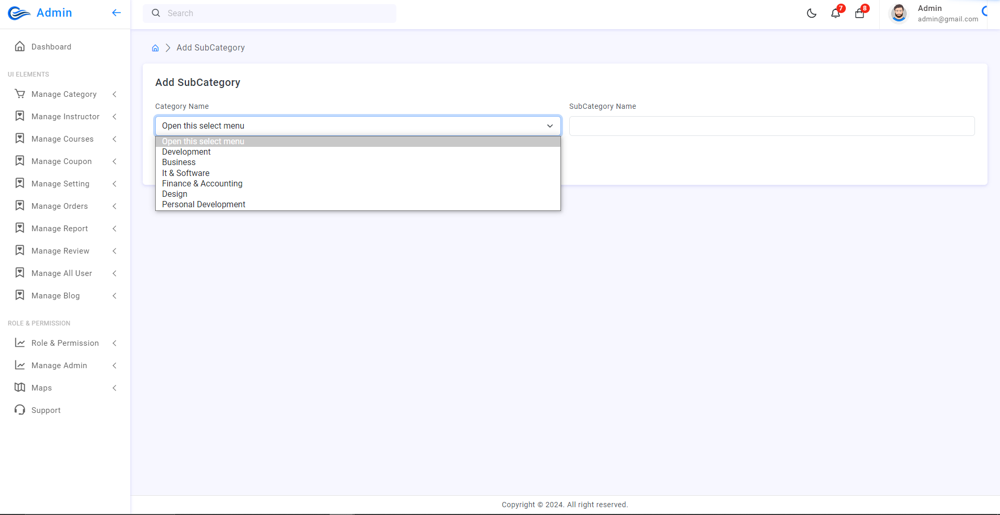 Admin
Search
7
8
Admin
admin@gmail.com
Dashboard
UI ELEMENTS
Manage Category
Manage Instructor
Manage Courses
Manage Coupon
Manage Setting
Manage Orders
Manage Report
Manage Review
Manage All User
Manage Blog
ROLE & PERMISSION
Role & Permission
Manage Admin
Maps
Support
Add SubCategory
Add SubCategory
Category Name
Open this select menu
Open this select menu
Development
Business
It & Software
Finance & Accounting
Design
Personal Development
SubCategory Name
Copyright © 2024. All right reserved.